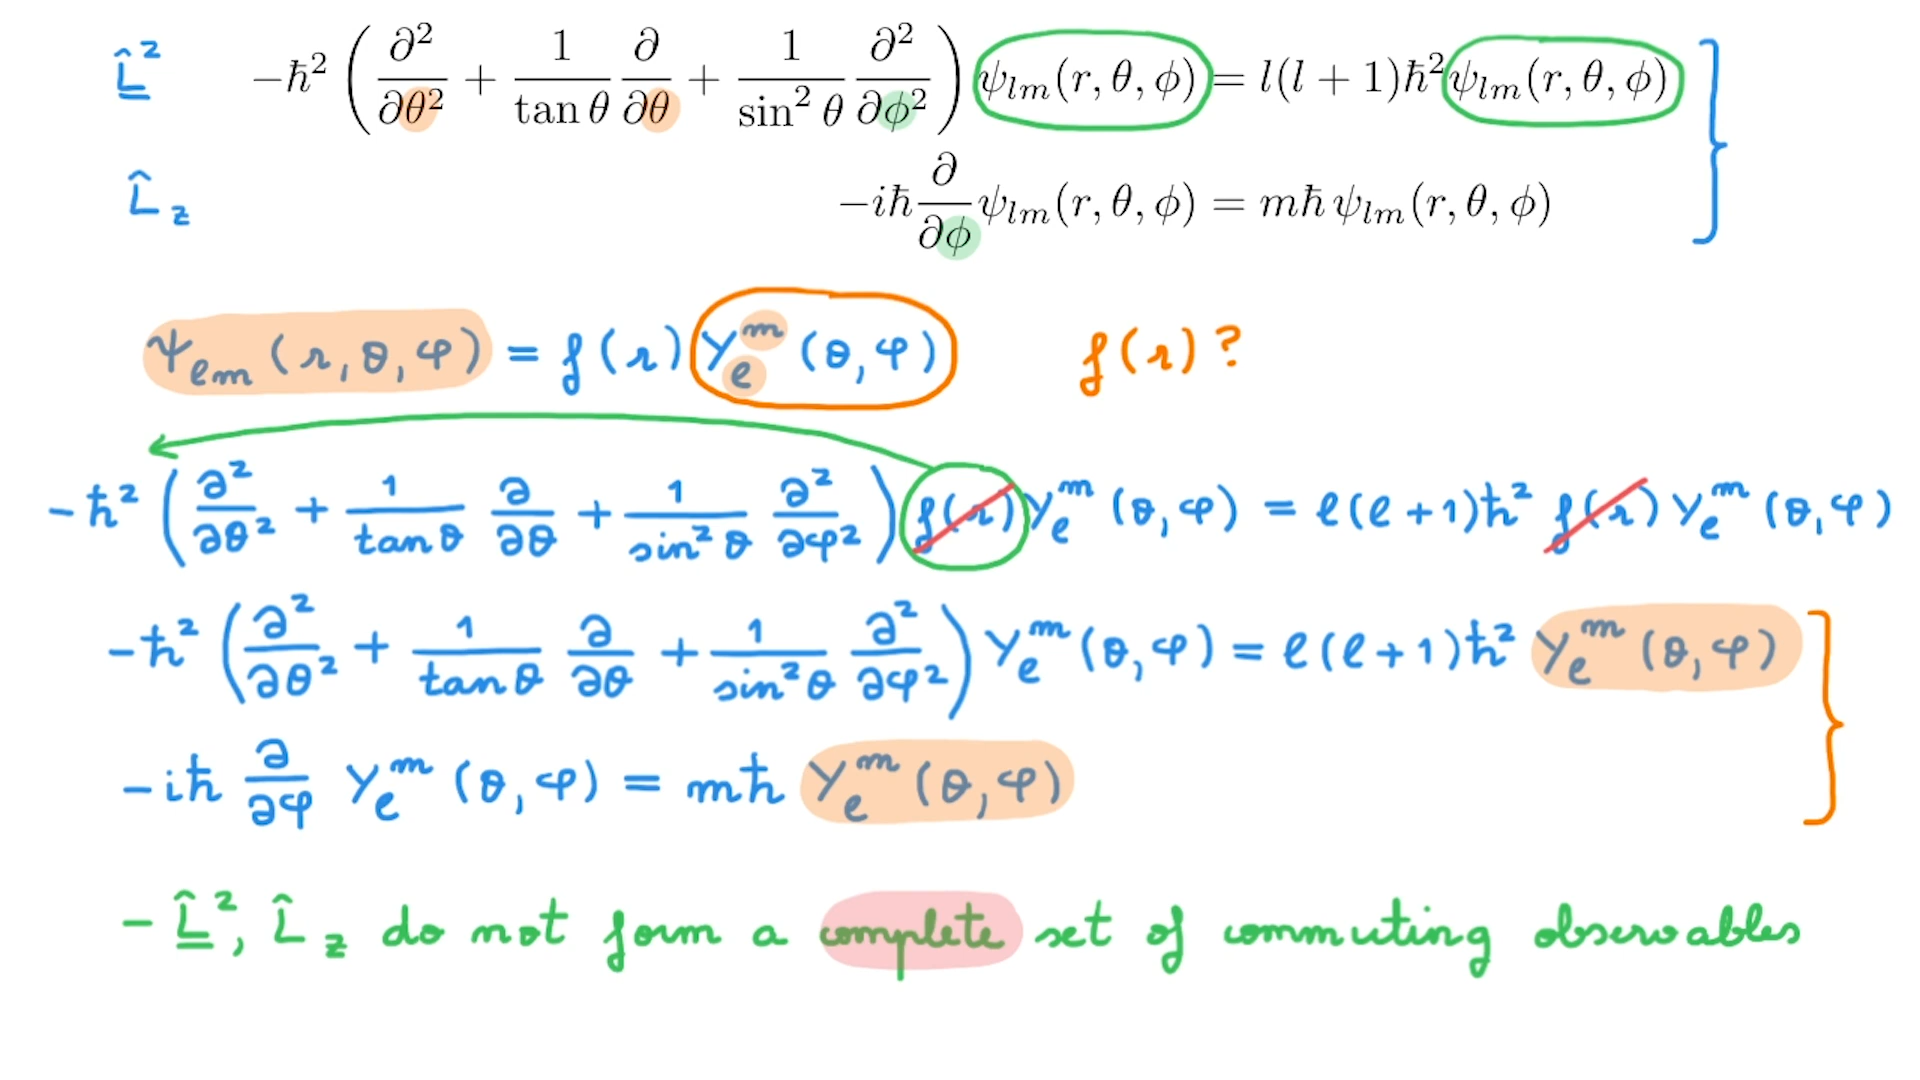 L̂² −ħ² ( ∂²/∂θ² + 1/tan θ ∂/∂θ + 1/sin² θ ∂²/∂ϕ² ) ψ_lm(r, θ, ϕ) = l(l + 1)ħ² ψ_lm(r, θ, ϕ)
L̂_z −iħ ∂/∂ϕ ψ_lm(r, θ, ϕ) = mħ ψ_lm(r, θ, ϕ)
ψ_ℓm (r, θ, φ) = f(r) Y_ℓ^m (θ, φ) f(r)?
−ħ² ( ∂²/∂θ² + 1/tan θ ∂/∂θ + 1/sin² θ ∂²/∂φ² ) f(r) Y_ℓ^m (θ, φ) = ℓ(ℓ+1)ħ² f(r) Y_ℓ^m (θ, φ)
−ħ² ( ∂²/∂θ² + 1/tan θ ∂/∂θ + 1/sin² θ ∂²/∂φ² ) Y_ℓ^m (θ, φ) = ℓ(ℓ+1)ħ² Y_ℓ^m (θ, φ)
−iħ ∂/∂φ Y_ℓ^m (θ, φ) = mħ Y_ℓ^m (θ, φ)
- L̂², L̂_z do not form a complete set of commuting observables